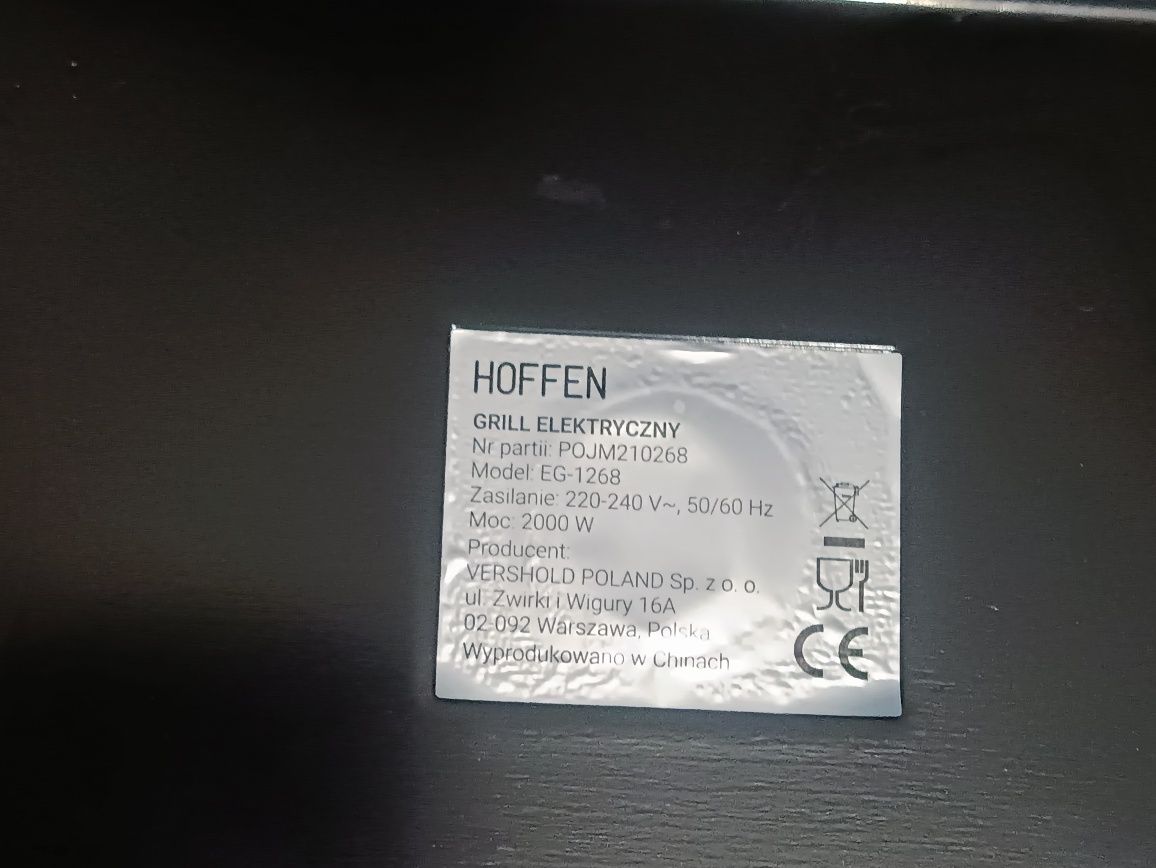 HOFFEN
GRILL ELEKTRYCZNY
Nr partii: POJM210268
Model: EG-1268
Zasilanie: 220-240 V~, 50/60 Hz
Moc: 2000 W
Producent:
VERSHOLD POLAND Sp. z o. o.
ul. Żwirki i Wigury 16A
02-092 Warszawa, Polska
Wyprodukowano w Chinach
CE